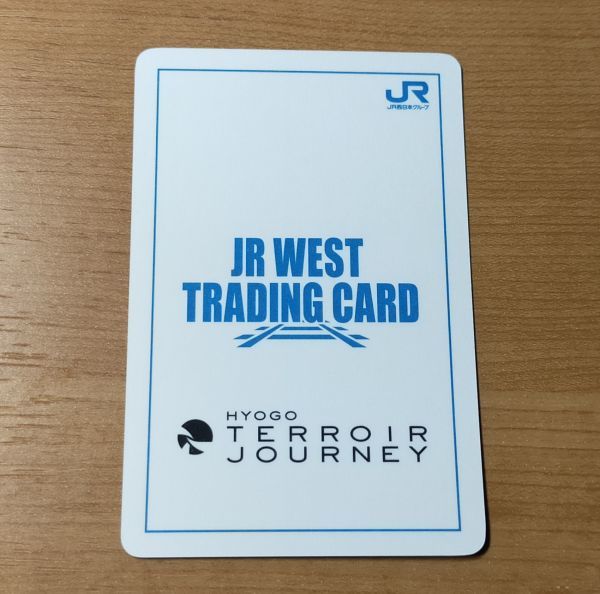 JR
JR西日本グループ
JR WEST
TRADING CARD
HYOGO
TERROIR
JOURNEY